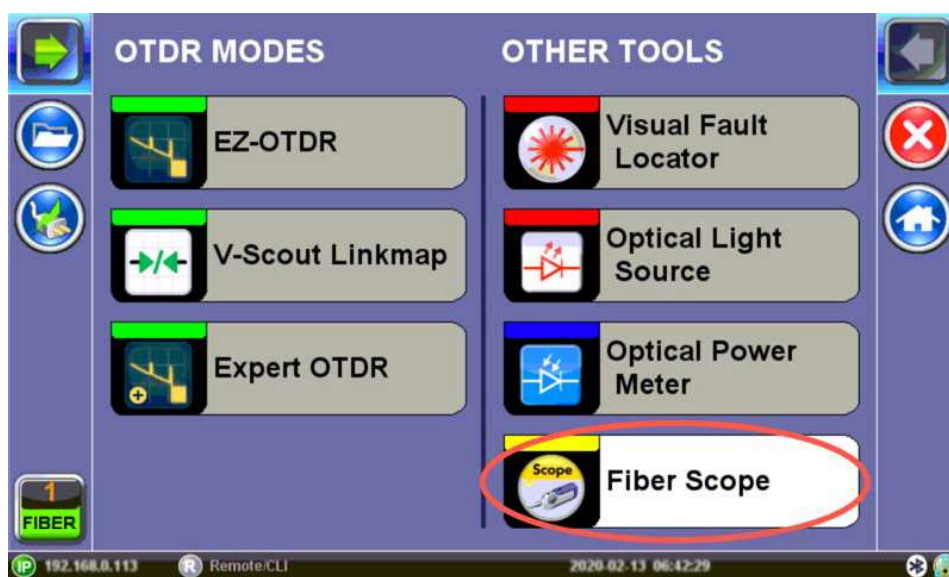 OTDR MODES
EZ-OTDR
V-Scout Linkmap
Expert OTDR
OTHER TOOLS
Visual Fault
Locator
Optical Light
Source
Optical Power
Meter
Scope
Fiber Scope
1
FIBER
IP 192.168.0.113 R Remote/CLI 2020-02-13 06:42:29